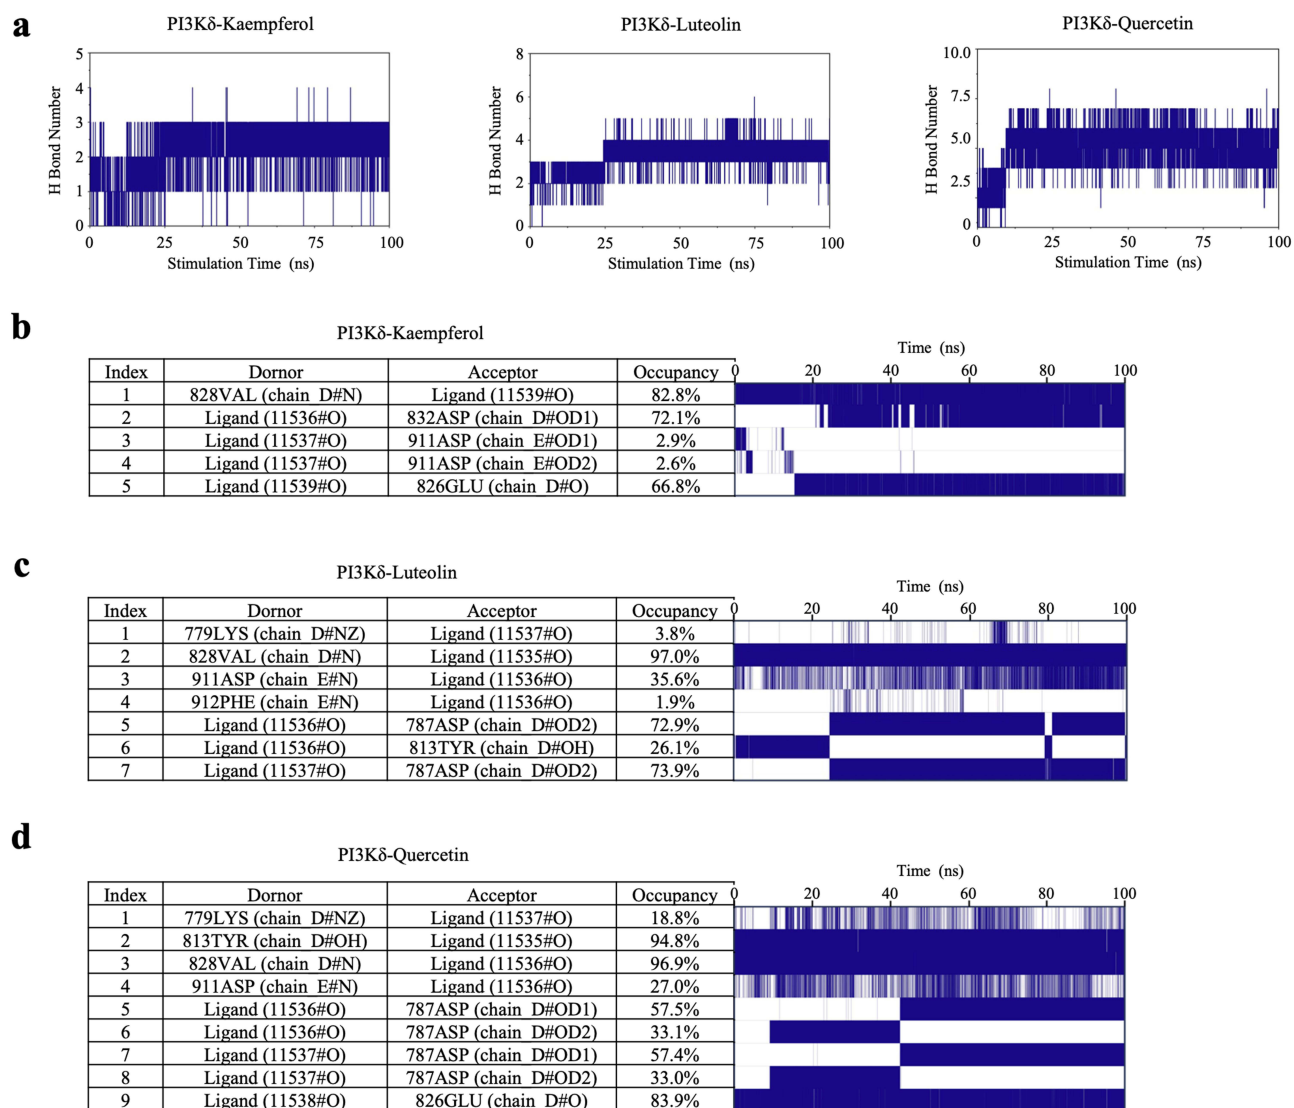 a
PI3Kδ-Kaempferol
PI3Kδ-Luteolin
PI3Kδ-Quercetin
H Bond Number
5
4
3
2
1
0
0 25 50 75 100
Stimulation Time (ns)
H Bond Number
8
6
4
2
0
0 25 50 75 100
Stimulation Time (ns)
H Bond Number
10.0
7.5
5.0
2.5
0
0 25 50 75 100
Stimulation Time (ns)
b
PI3Kδ-Kaempferol
Time (ns)
Index Dornor Acceptor Occupancy 0 20 40 60 80 100
1 828VAL (chain D#N) Ligand (11539#O) 82.8%
2 Ligand (11536#O) 832ASP (chain D#OD1) 72.1%
3 Ligand (11537#O) 911ASP (chain E#OD1) 2.9%
4 Ligand (11537#O) 911ASP (chain E#OD2) 2.6%
5 Ligand (11539#O) 826GLU (chain D#O) 66.8%
c
PI3Kδ-Luteolin
Time (ns)
Index Dornor Acceptor Occupancy 0 20 40 60 80 100
1 779LYS (chain D#NZ) Ligand (11537#O) 3.8%
2 828VAL (chain D#N) Ligand (11535#O) 97.0%
3 911ASP (chain E#N) Ligand (11536#O) 35.6%
4 912PHE (chain E#N) Ligand (11536#O) 1.9%
5 Ligand (11536#O) 787ASP (chain D#OD2) 72.9%
6 Ligand (11536#O) 813TYR (chain D#OH) 26.1%
7 Ligand (11537#O) 787ASP (chain D#OD2) 73.9%
d
PI3Kδ-Quercetin
Time (ns)
Index Dornor Acceptor Occupancy 0 20 40 60 80 100
1 779LYS (chain D#NZ) Ligand (11537#O) 18.8%
2 813TYR (chain D#OH) Ligand (11535#O) 94.8%
3 828VAL (chain D#N) Ligand (11536#O) 96.9%
4 911ASP (chain E#N) Ligand (11536#O) 27.0%
5 Ligand (11536#O) 787ASP (chain D#OD1) 57.5%
6 Ligand (11536#O) 787ASP (chain D#OD2) 33.1%
7 Ligand (11537#O) 787ASP (chain D#OD1) 57.4%
8 Ligand (11537#O) 787ASP (chain D#OD2) 33.0%
9 Ligand (11538#O) 826GLU (chain D#O) 83.9%